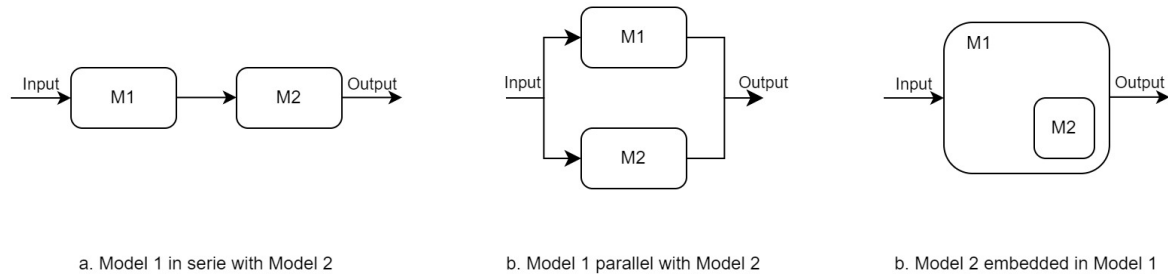 Input
M1
M2
Output
a. Model 1 in serie with Model 2
Input
M1
M2
Output
b. Model 1 parallel with Model 2
Input
M1
M2
Output
b. Model 2 embedded in Model 1